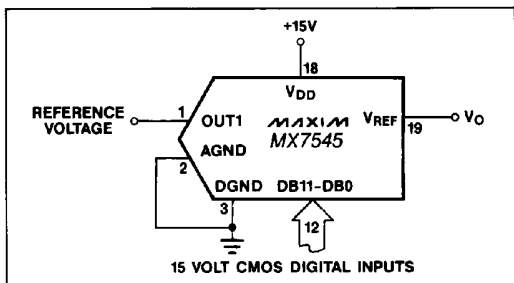 +15V
18
VDD
REFERENCE
VOLTAGE
1
OUT1
MAXIM
MX7545
VREF
19
VO
AGND
2
DGND
DB11-DB0
3
12
15 VOLT CMOS DIGITAL INPUTS